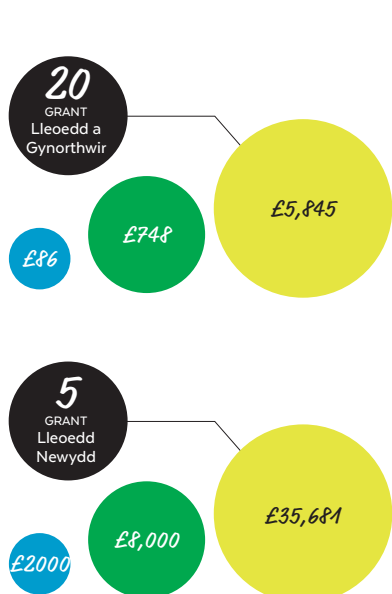 20
GRANT
Lleoedd a
Gynorthwir
£5,845
£748
£86
5
GRANT
Lleoedd
Newydd
£35,681
£8,000
£2000